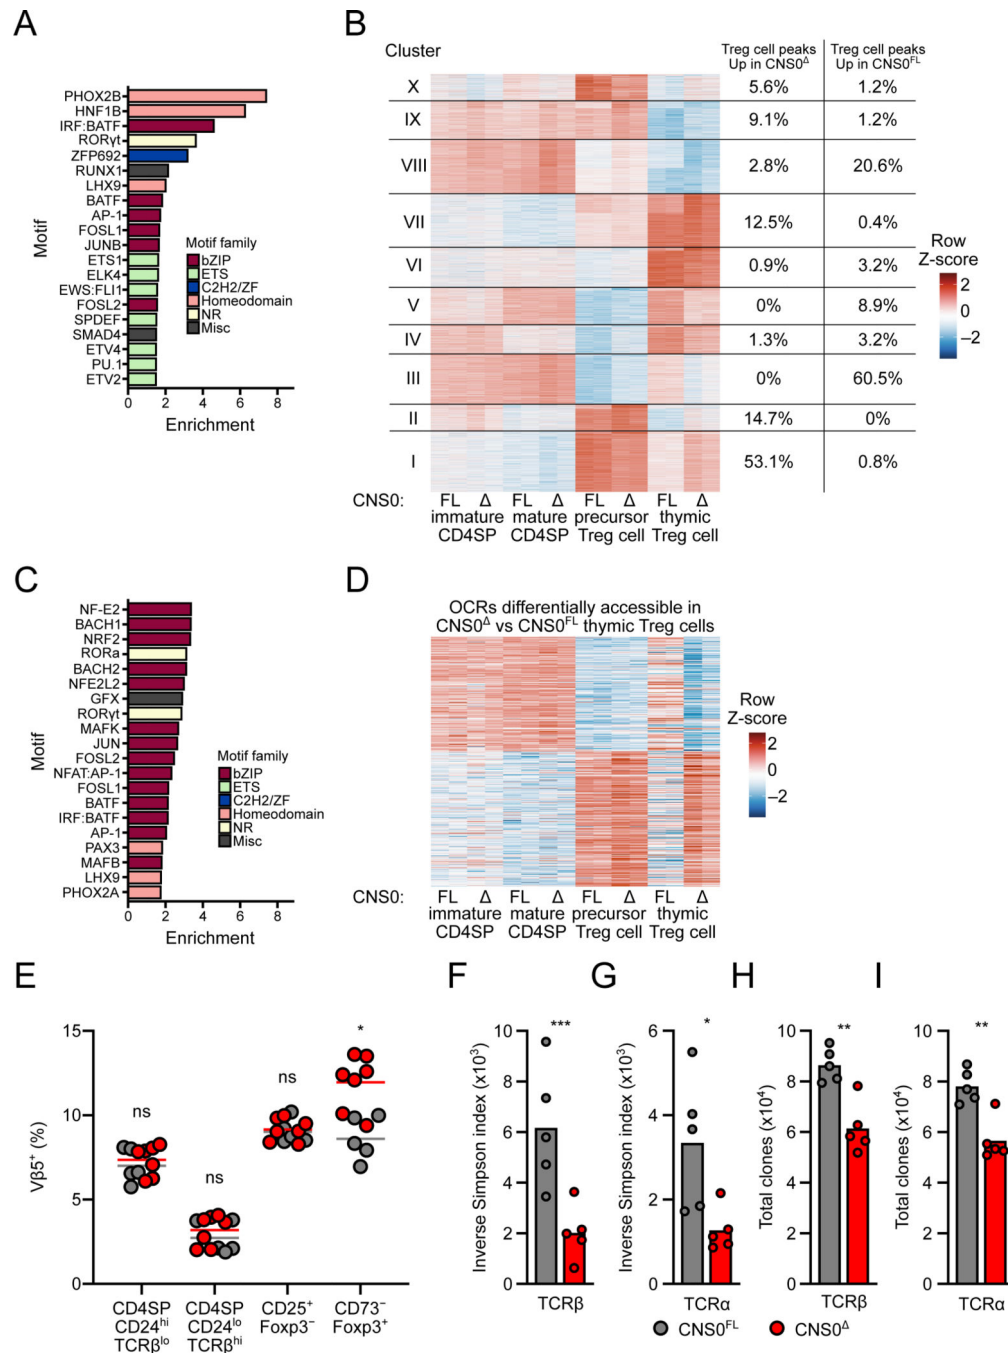 A
Motif
PHOX2B
HNF1B
IRF:BATF
RORγt
ZFP692
RUNX1
LHX9
BATF
AP-1
FOSL1
JUNB
ETS1
ELK4
EWS:FLI1
FOSL2
SPDEF
SMAD4
ETV4
PU.1
ETV2
Motif family
bZIP
ETS
C2H2/ZF
Homeodomain
NR
Misc
0 2 4 6 8
Enrichment
B
Cluster
Treg cell peaks Up in CNS0Δ
Treg cell peaks Up in CNS0FL
X 5.6% 1.2%
IX 9.1% 1.2%
VIII 2.8% 20.6%
VII 12.5% 0.4%
VI 0.9% 3.2%
V 0% 8.9%
IV 1.3% 3.2%
III 0% 60.5%
II 14.7% 0%
I 53.1% 0.8%
CNS0: FL Δ FL Δ FL Δ FL Δ
immature mature precursor thymic
CD4SP CD4SP Treg cell Treg cell
Row
Z-score
2
0
−2
C
Motif
NF-E2
BACH1
NRF2
RORa
BACH2
NFE2L2
GFX
RORγt
MAFK
JUN
FOSL2
NFAT:AP-1
FOSL1
BATF
IRF:BATF
AP-1
PAX3
MAFB
LHX9
PHOX2A
Motif family
bZIP
ETS
C2H2/ZF
Homeodomain
NR
Misc
0 2 4 6 8
Enrichment
D
OCRs differentially accessible in
CNS0Δ vs CNS0FL thymic Treg cells
CNS0: FL Δ FL Δ FL Δ FL Δ
immature mature precursor thymic
CD4SP CD4SP Treg cell Treg cell
Row
Z-score
2
0
−2
E
Vβ5+ (%)
15
10
5
0
ns
ns
ns
*
CD4SP
CD24hi
TCRβlo
CD4SP
CD24lo
TCRβhi
CD25+
Foxp3−
CD73−
Foxp3+
F
***
Inverse Simpson index (x10³)
10
8
6
4
2
0
TCRβ
G
*
Inverse Simpson index (x10³)
6
4
2
0
TCRα
H
**
Total clones (x10⁴)
10
8
6
4
2
0
TCRβ
I
**
Total clones (x10⁴)
10
8
6
4
2
0
TCRα
CNS0FL
CNS0Δ